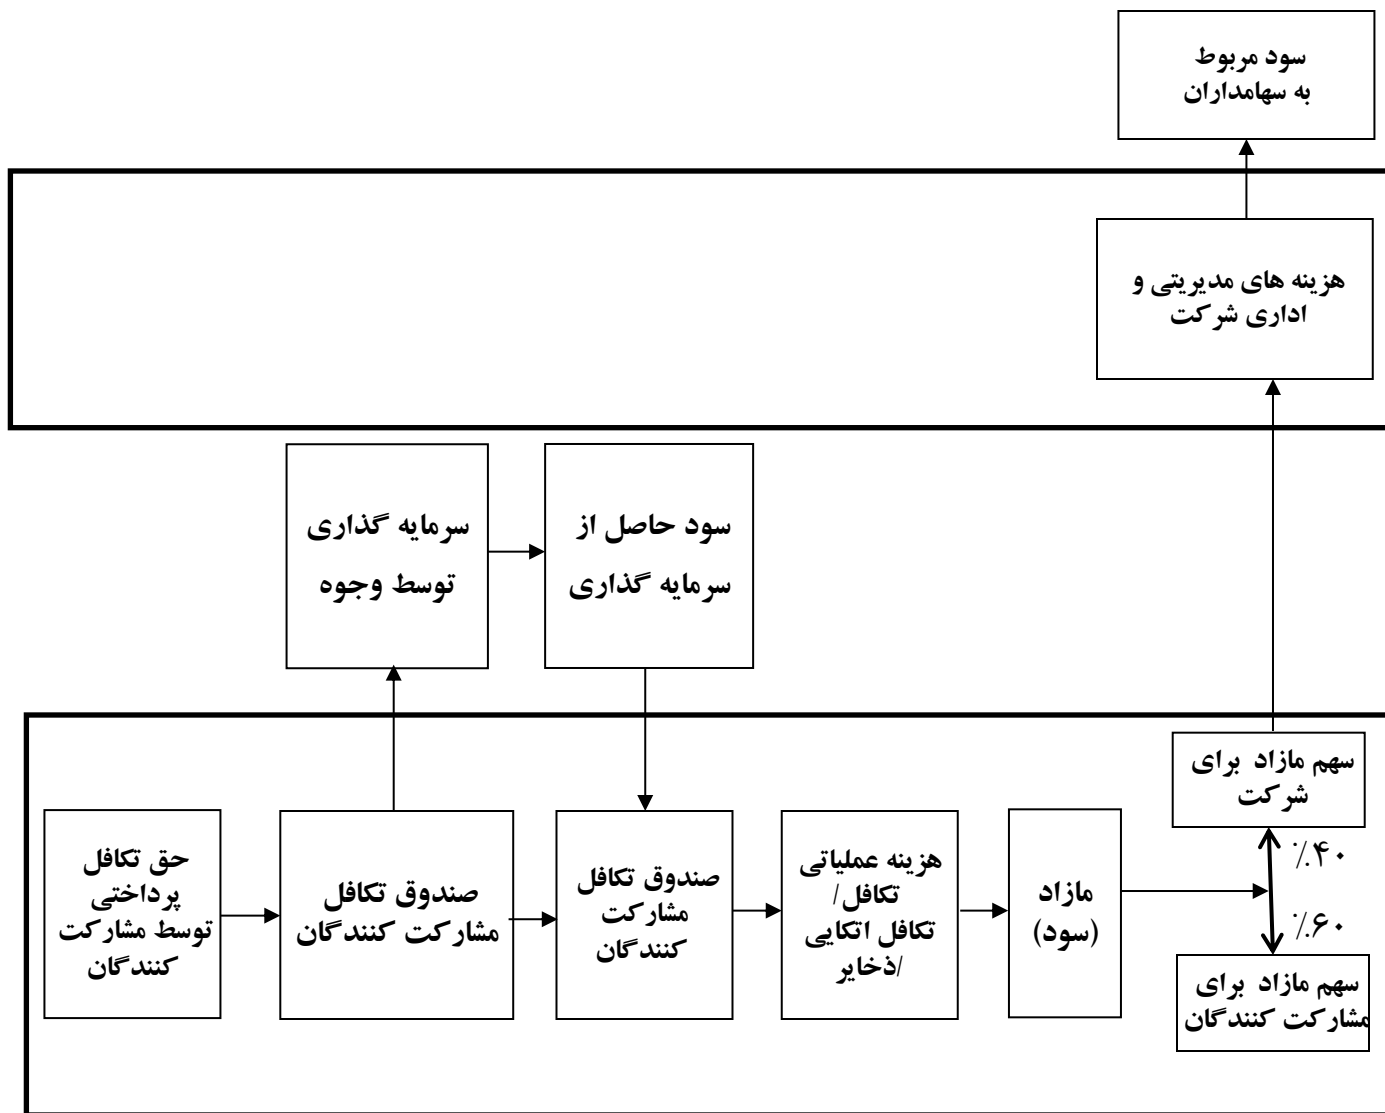 سود مربوط
به سهامداران
هزینه های مدیریتی و
اداری شرکت
سرمایه گذاری
توسط وجوه
سود حاصل از
سرمایه گذاری
حق تکافل
پرداختی
توسط مشارکت
کنندگان
صندوق تکافل
مشارکت کنندگان
صندوق تکافل
مشارکت
کنندگان
هزینه عملیاتی
تکافل/
تکافل اتکایی
/ذخایر
مازاد
(سود)
سهم مازاد برای
شرکت
٪۴۰
٪۶۰
سهم مازاد برای
مشارکت کنندگان